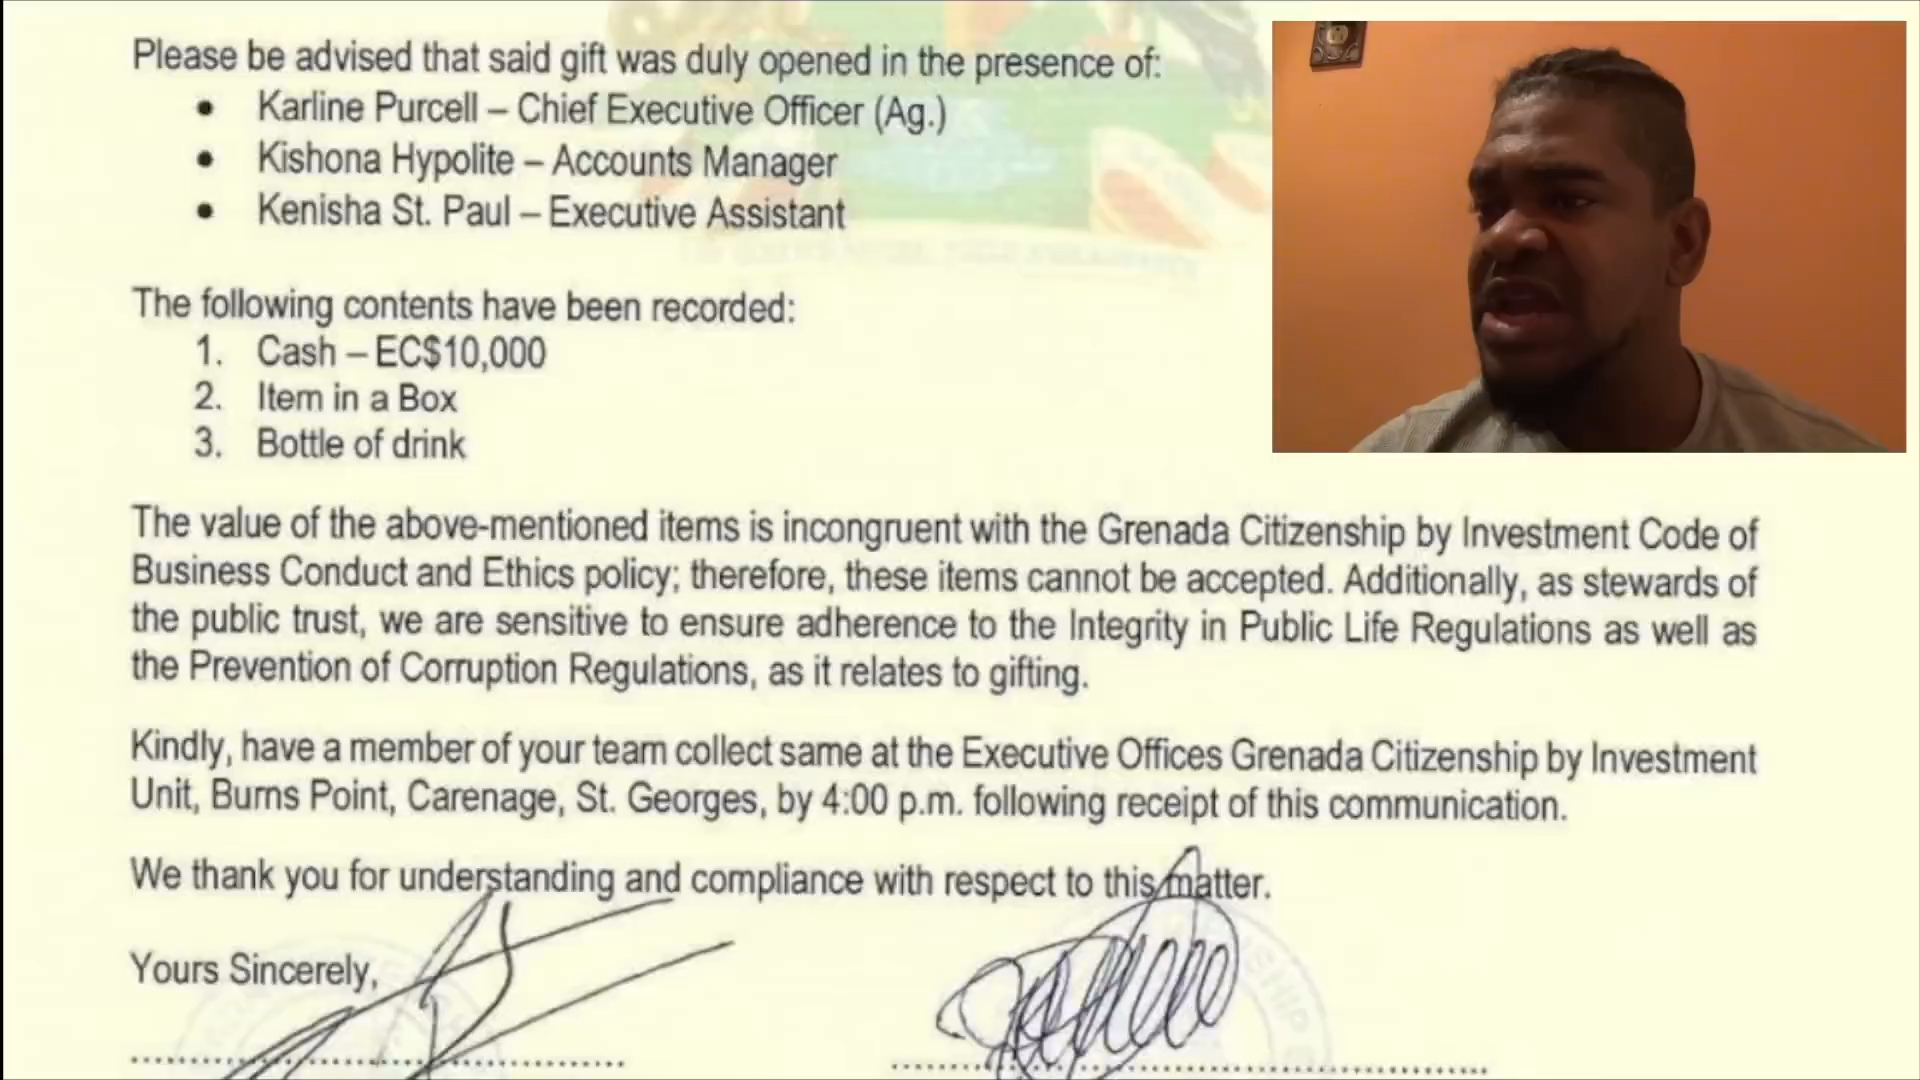 Please be advised that said gift was duly opened in the presence of:
• Karline Purcell – Chief Executive Officer (Ag.)
• Kishona Hypolite – Accounts Manager
• Kenisha St. Paul – Executive Assistant
The following contents have been recorded:
1. Cash – EC$10,000
2. Item in a Box
3. Bottle of drink
The value of the above-mentioned items is incongruent with the Grenada Citizenship by Investment Code of
Business Conduct and Ethics policy; therefore, these items cannot be accepted. Additionally, as stewards of
the public trust, we are sensitive to ensure adherence to the Integrity in Public Life Regulations as well as
the Prevention of Corruption Regulations, as it relates to gifting.
Kindly, have a member of your team collect same at the Executive Offices Grenada Citizenship by Investment
Unit, Burns Point, Carenage, St. Georges, by 4:00 p.m. following receipt of this communication.
We thank you for understanding and compliance with respect to this matter.
Yours Sincerely,